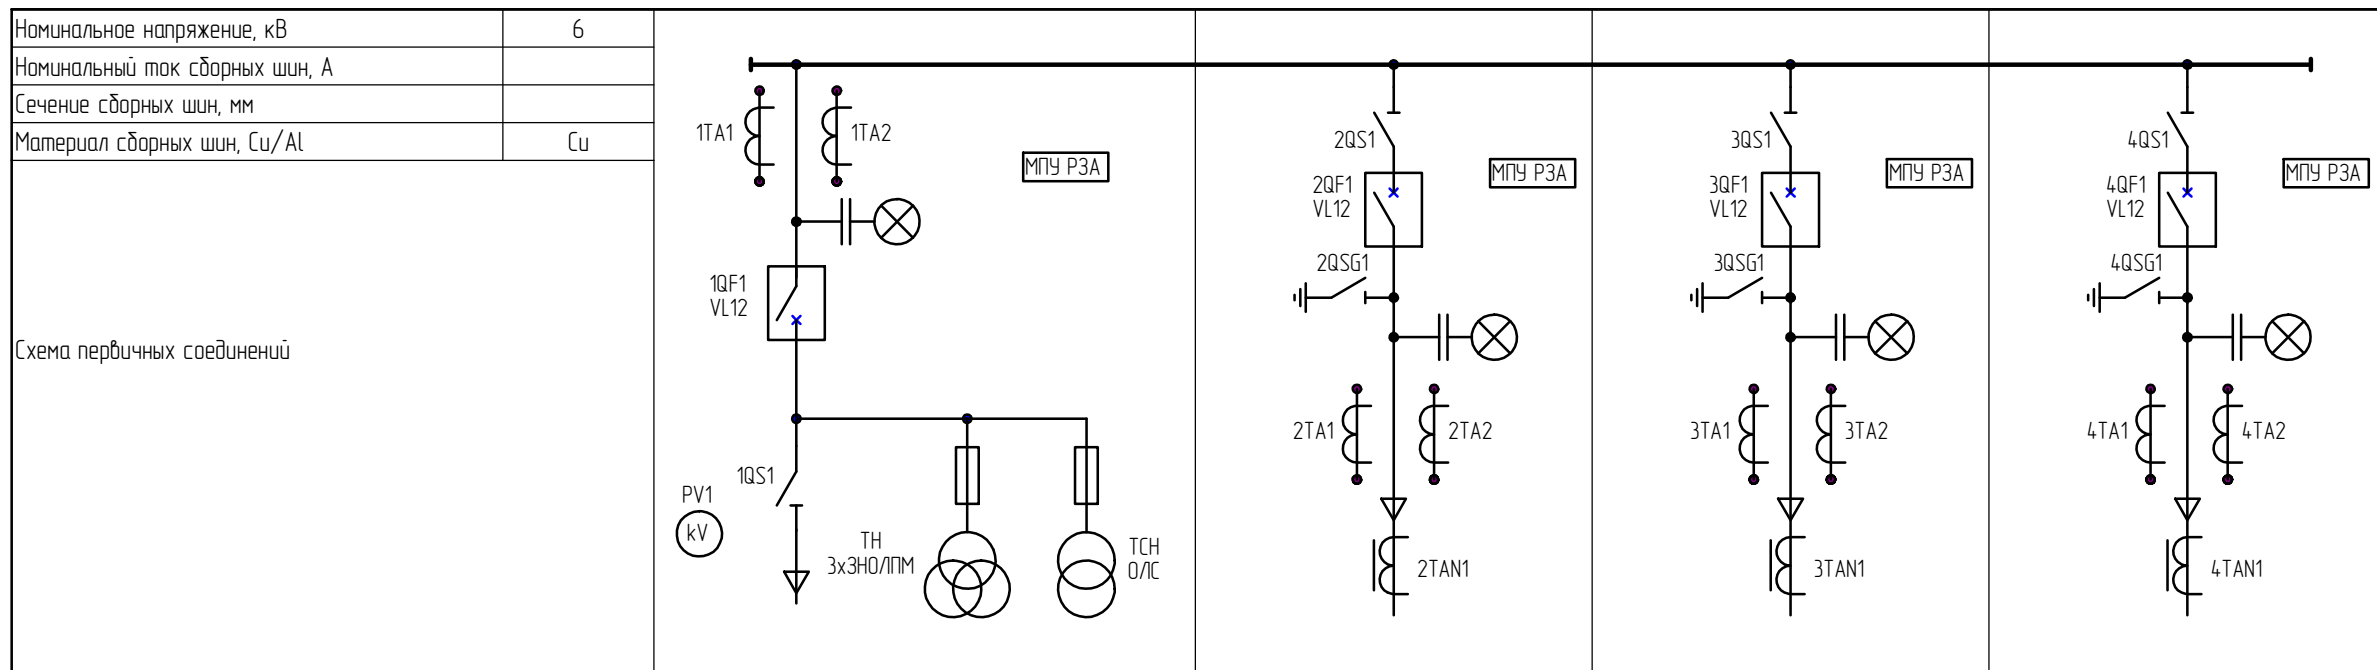 Номинальное напряжение, кВ 6
Номинальный ток сборных шин, А
Сечение сборных шин, мм
Материал сборных шин, Cu/Al Cu
Схема первичных соединений
1TA1
1TA2
МПУ РЗА
1QF1
VL12
1QS1
PV1
kV
ТН
3хЗНОЛПМ
ТСН
ОЛС
2QS1
МПУ РЗА
2QF1
VL12
2QSG1
2TA1
2TA2
2TAN1
3QS1
МПУ РЗА
3QF1
VL12
3QSG1
3TA1
3TA2
3TAN1
4QS1
МПУ РЗА
4QF1
VL12
4QSG1
4TA1
4TA2
4TAN1